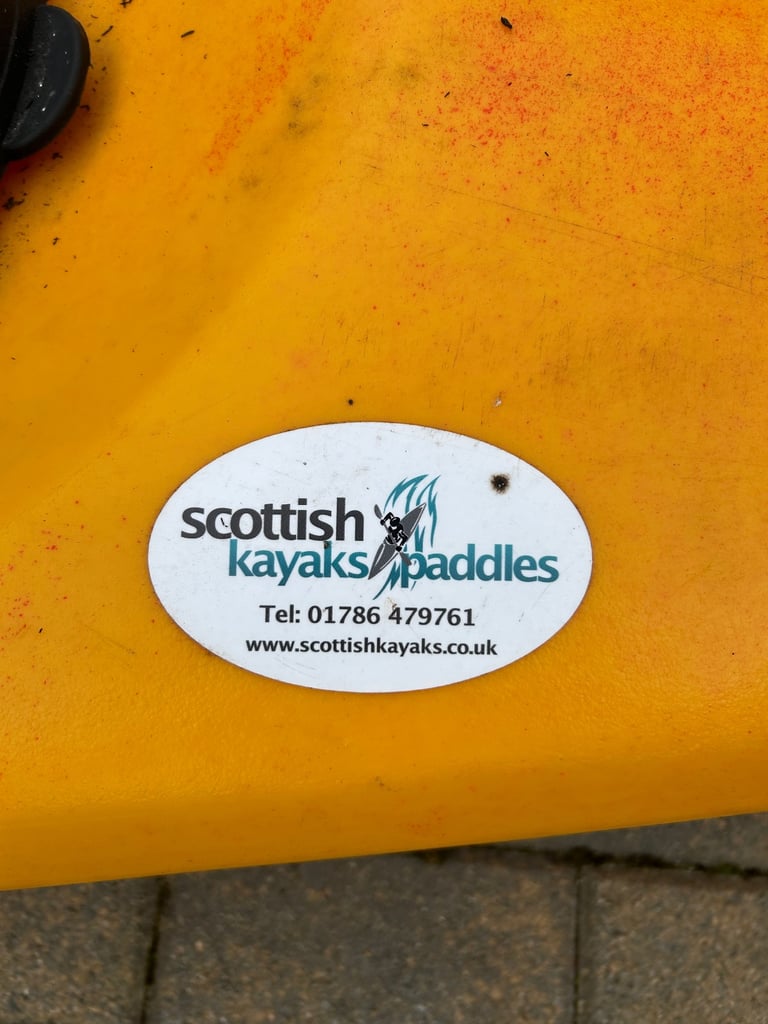 scottish
kayaks paddles
Tel: 01786 479761
www.scottishkayaks.co.uk